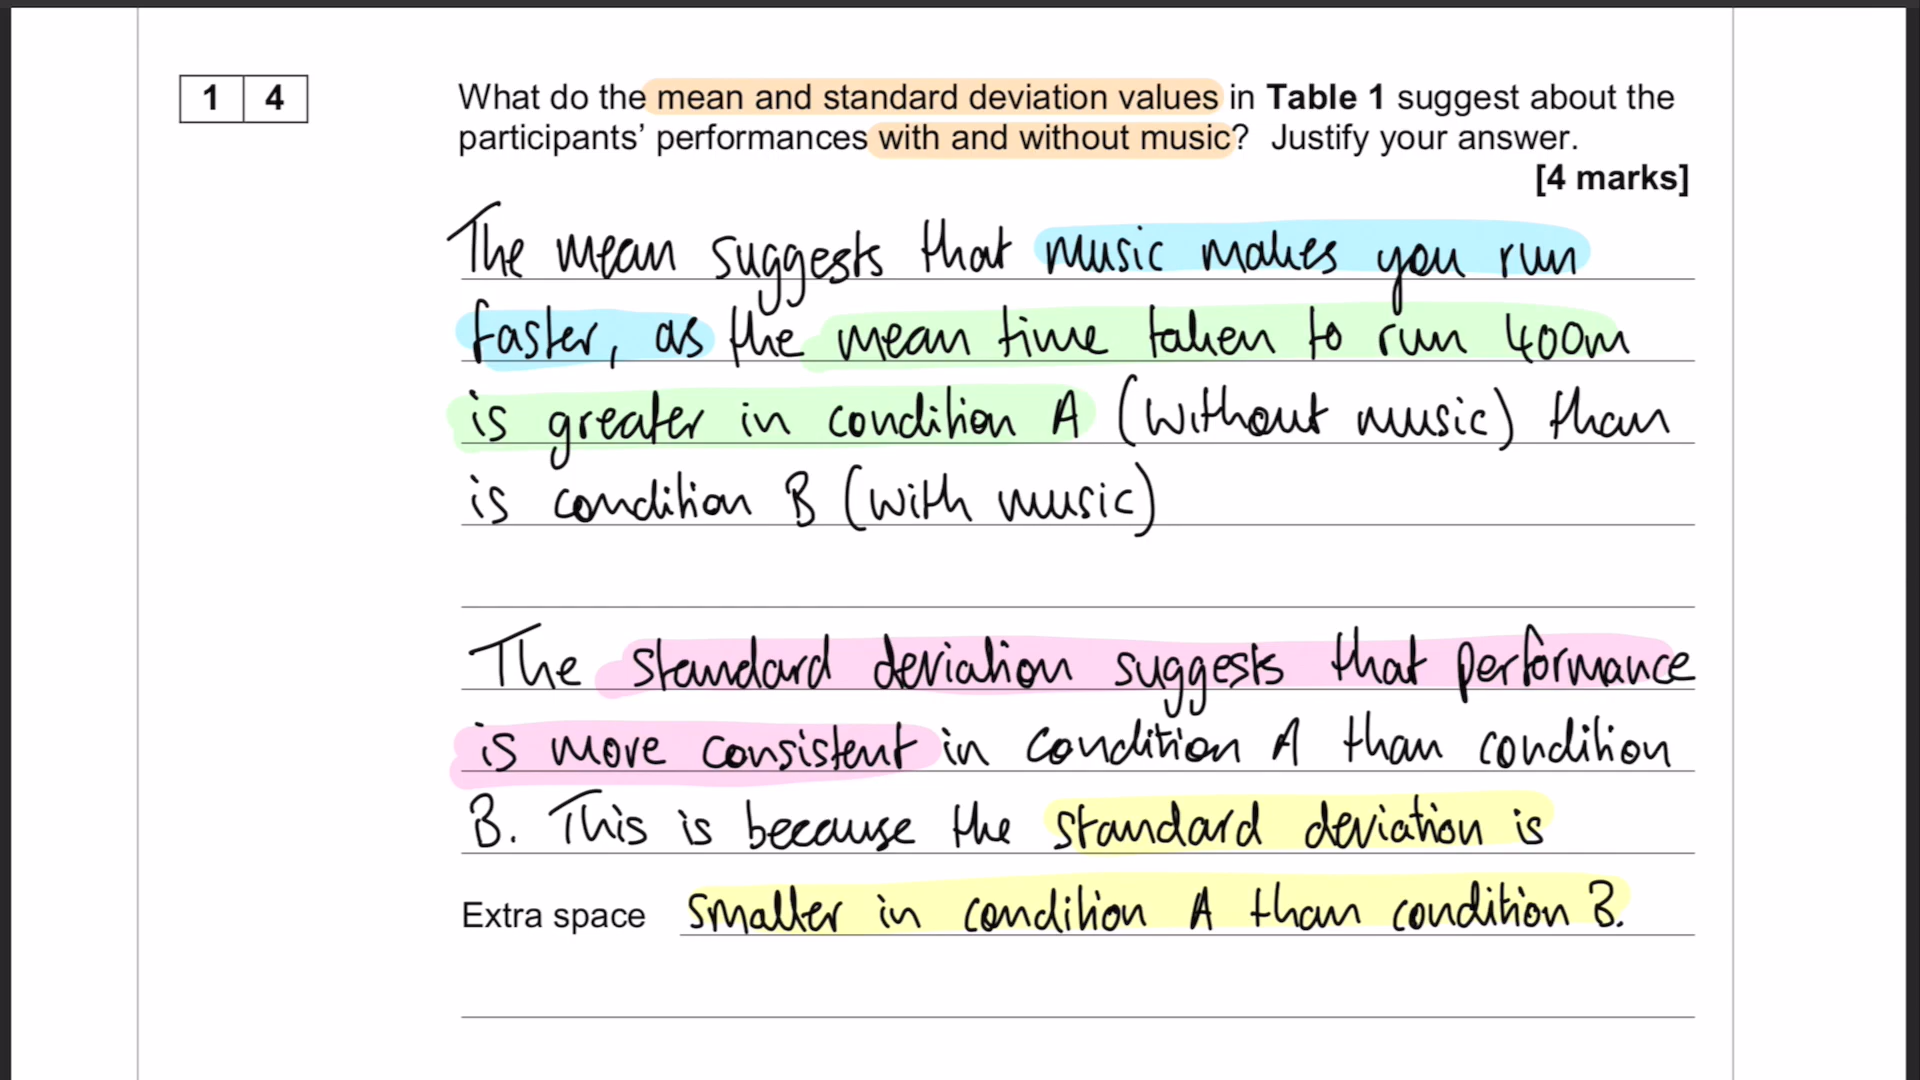 1 4
What do the mean and standard deviation values in Table 1 suggest about the
participants’ performances with and without music? Justify your answer.
[4 marks]
The mean suggests that music makes you run
faster, as the mean time taken to run 400m
is greater in condition A (without music) than
is condition B (with music)
The standard deviation suggests that performance
is more consistent in condition A than condition
B. This is because the standard deviation is
Extra space smaller in condition A than condition B.